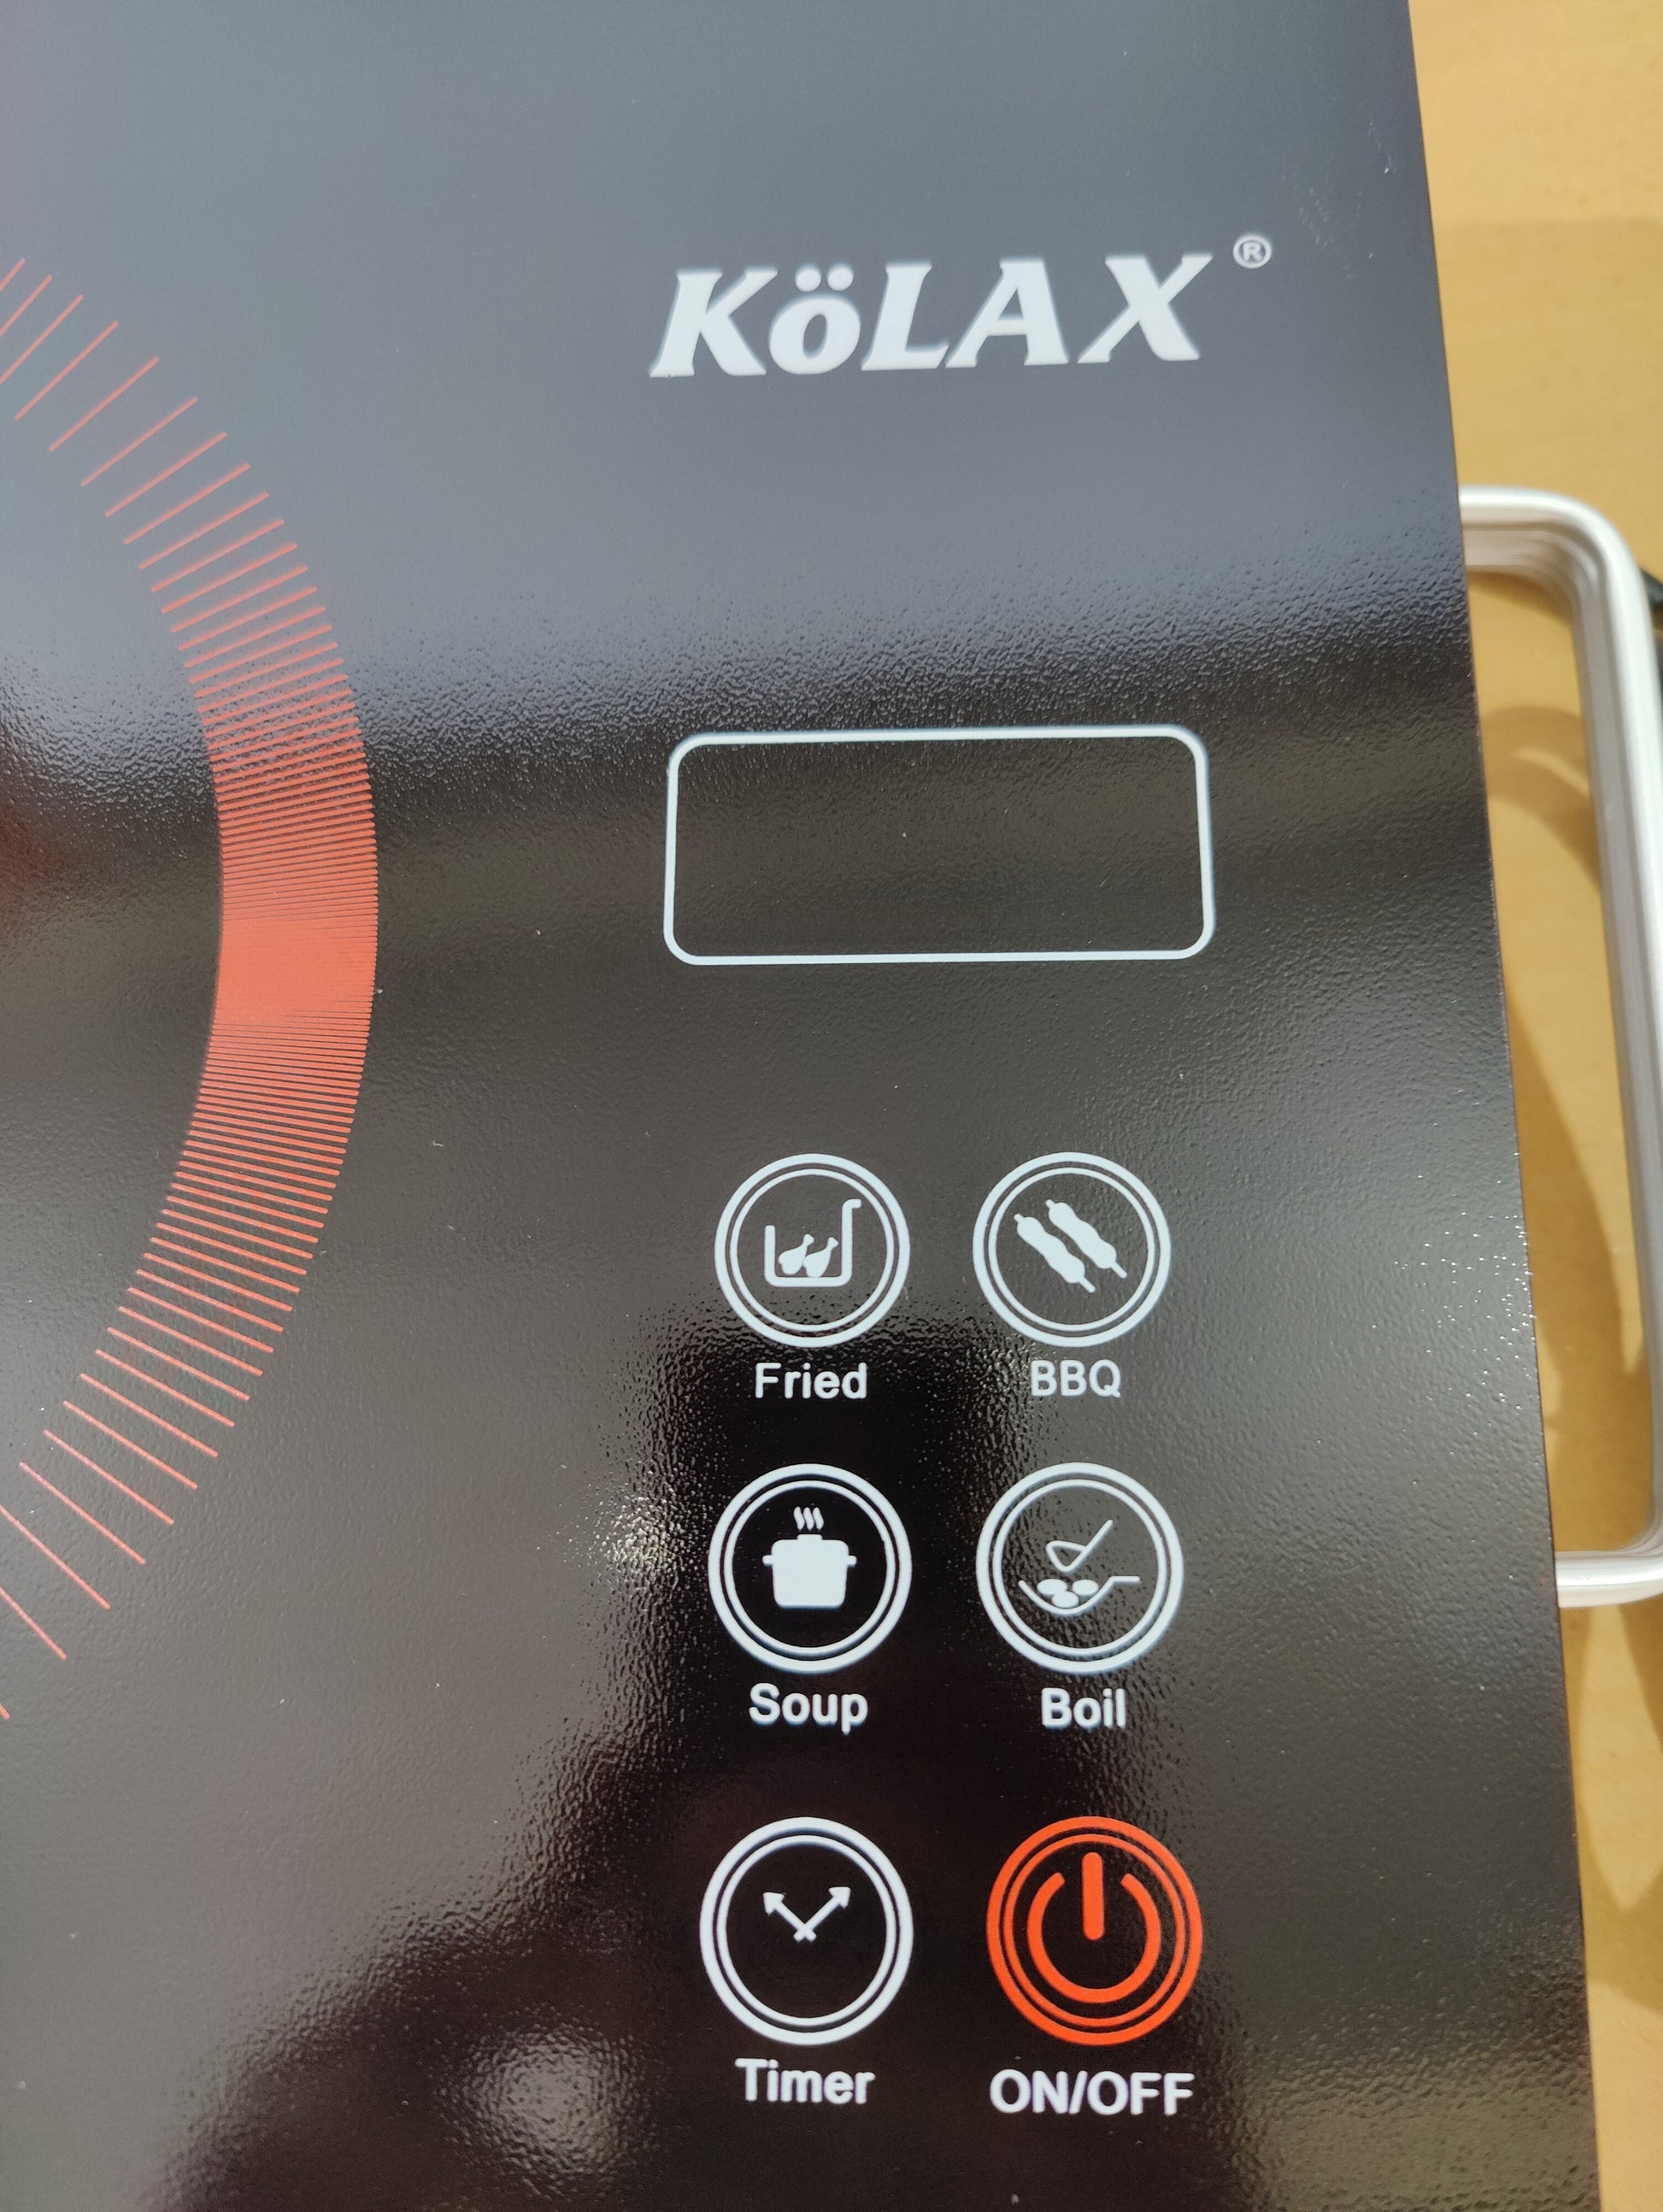 KöLAX ®
Fried BBQ
Soup Boil
Timer ON/OFF